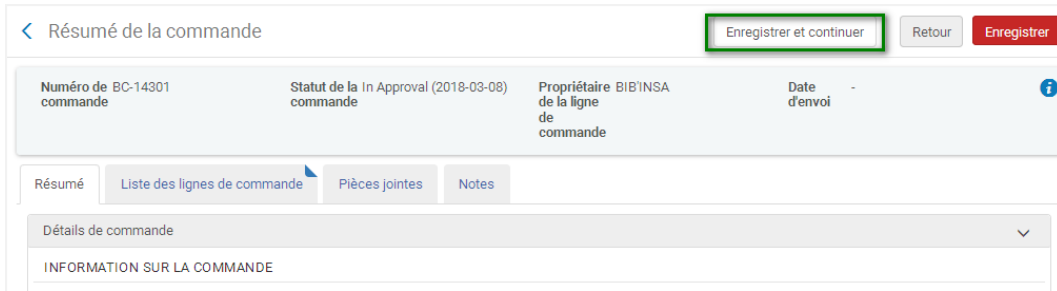 Résumé de la commande
Enregistrer et continuer
Retour
Enregistrer
Numéro de BC-14301
commande
Statut de la In Approval (2018-03-08)
commande
Propriétaire BIB'INSA
de la ligne
de
commande
Date -
d'envoi
Résumé
Liste des lignes de commande
Pièces jointes
Notes
Détails de commande
INFORMATION SUR LA COMMANDE